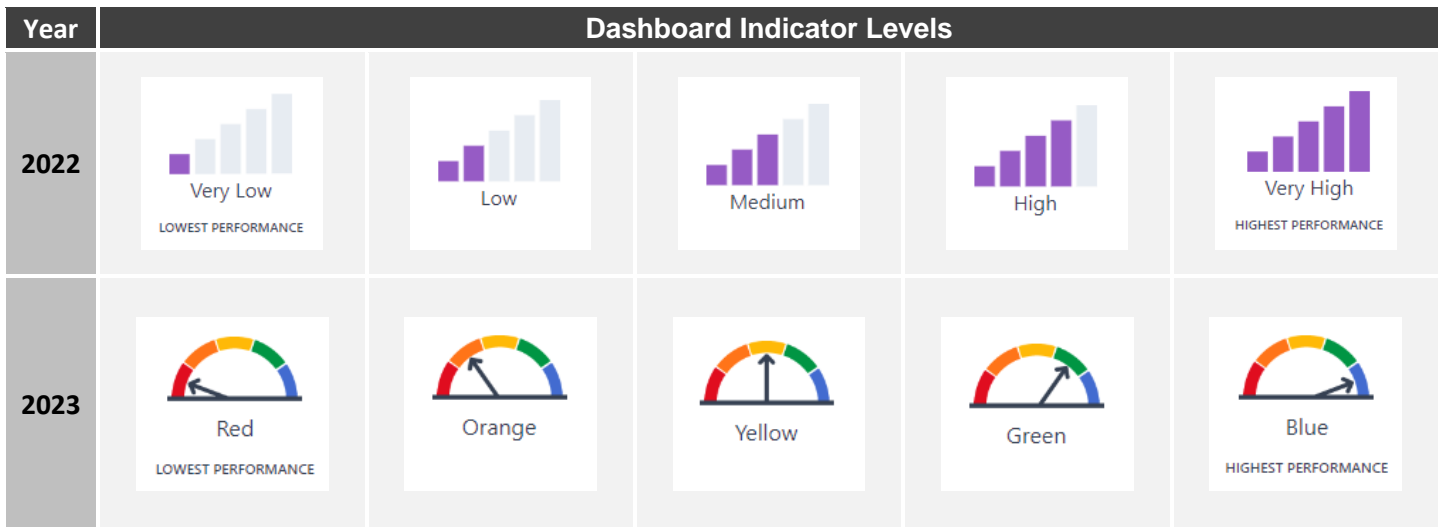 Year Dashboard Indicator Levels
2022
Very Low
LOWEST PERFORMANCE
Low
Medium
High
Very High
HIGHEST PERFORMANCE
2023
Red
LOWEST PERFORMANCE
Orange
Yellow
Green
Blue
HIGHEST PERFORMANCE